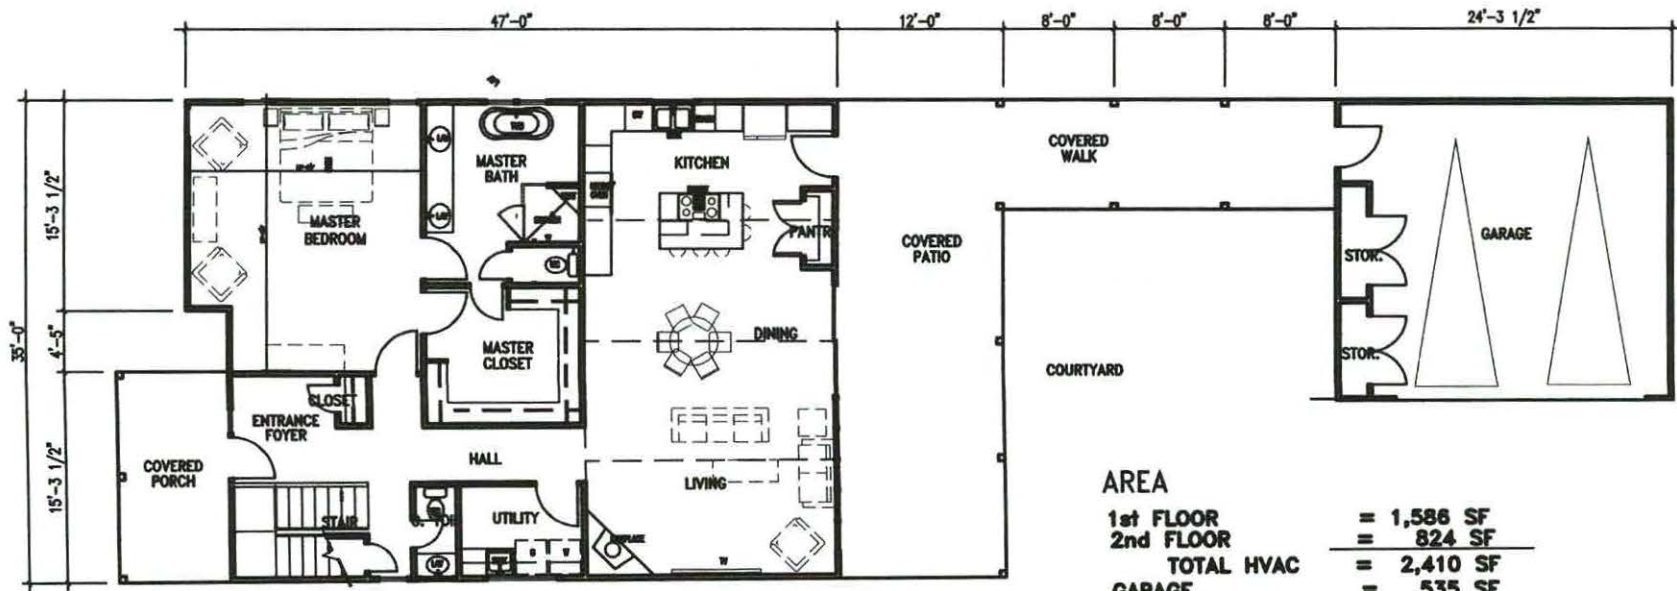 47'-0"
12'-0"
8'-0"
8'-0"
8'-0"
24'-3 1/2"
35'-0"
15'-3 1/2"
4'-5"
15'-3 1/2"
MASTER
BEDROOM
MASTER
BATH
KITCHEN
PANTR
MASTER
CLOSET
DINING
COVERED
WALK
COVERED
PATIO
COURTYARD
STOR.
STOR.
GARAGE
CLOSET
ENTRANCE
FOYER
COVERED
PORCH
HALL
LIVING
STAIR
UTILITY
W
AREA
1st FLOOR = 1,586 SF
2nd FLOOR = 824 SF
TOTAL HVAC = 2,410 SF
GARAGE = 535 SF